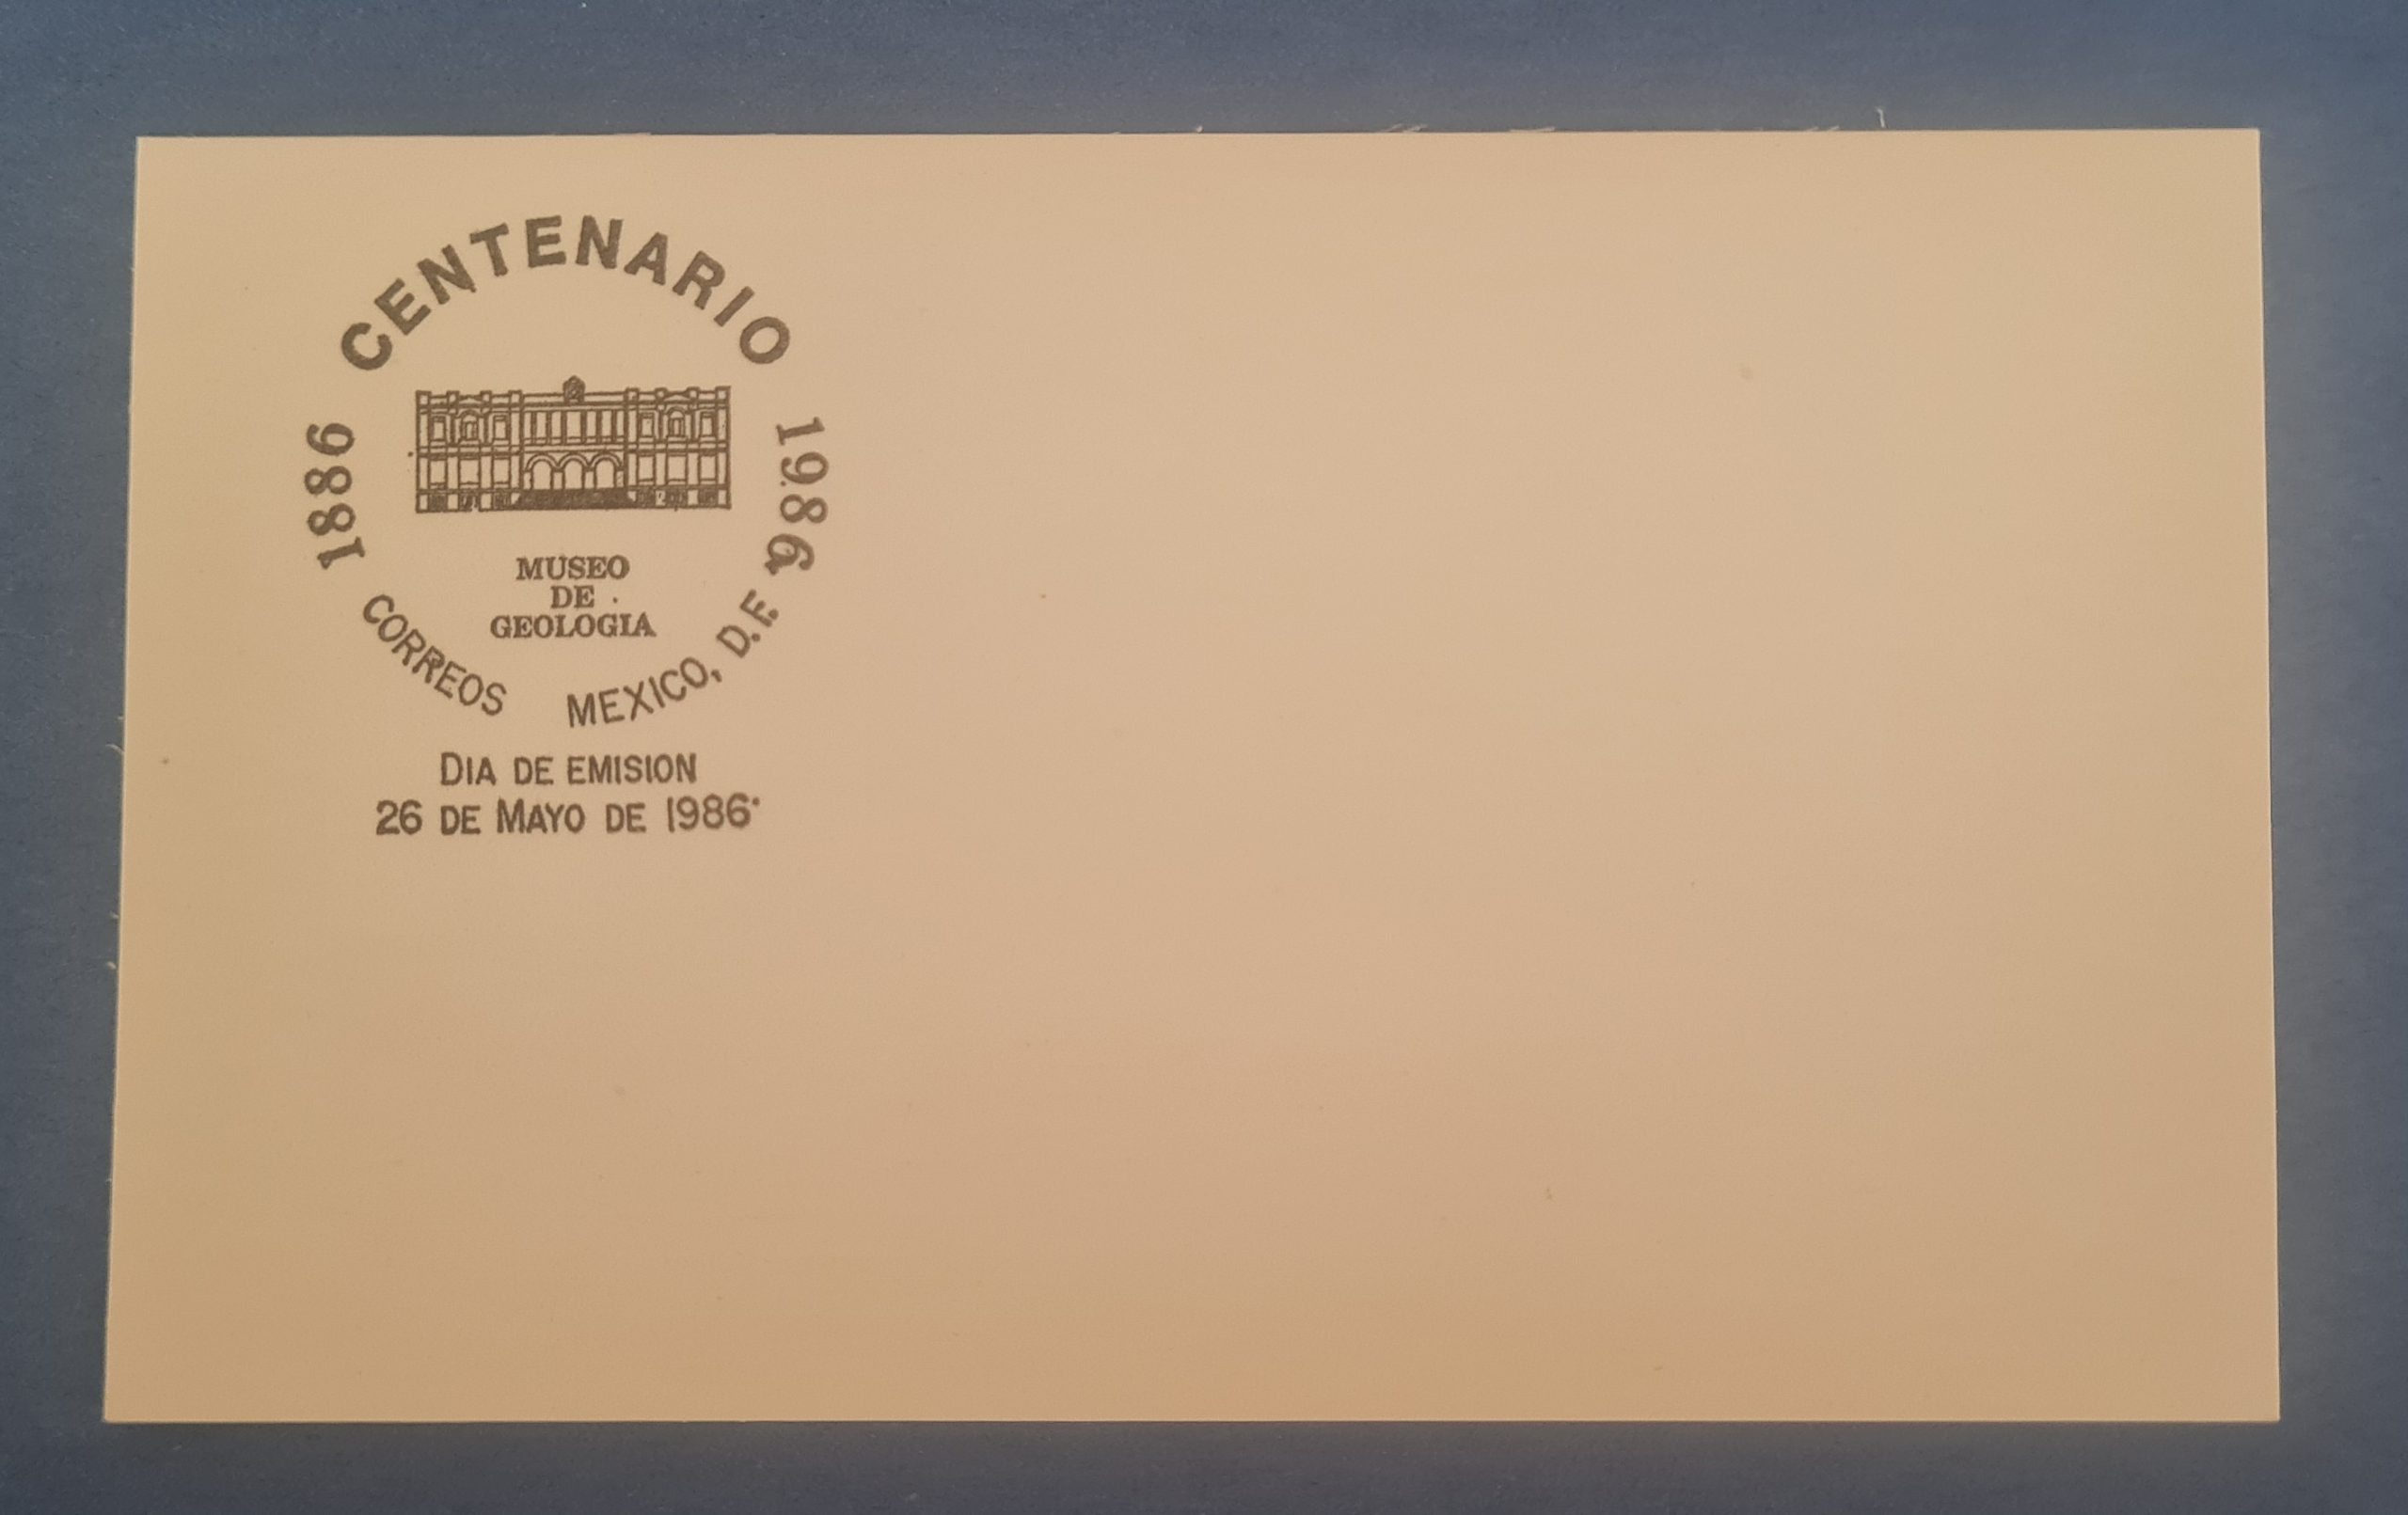 CENTENARIO
1886
1986
MUSEO
DE
GEOLOGIA
CORREOS MEXICO, D.F.
DIA DE EMISION
26 DE MAYO DE 1986